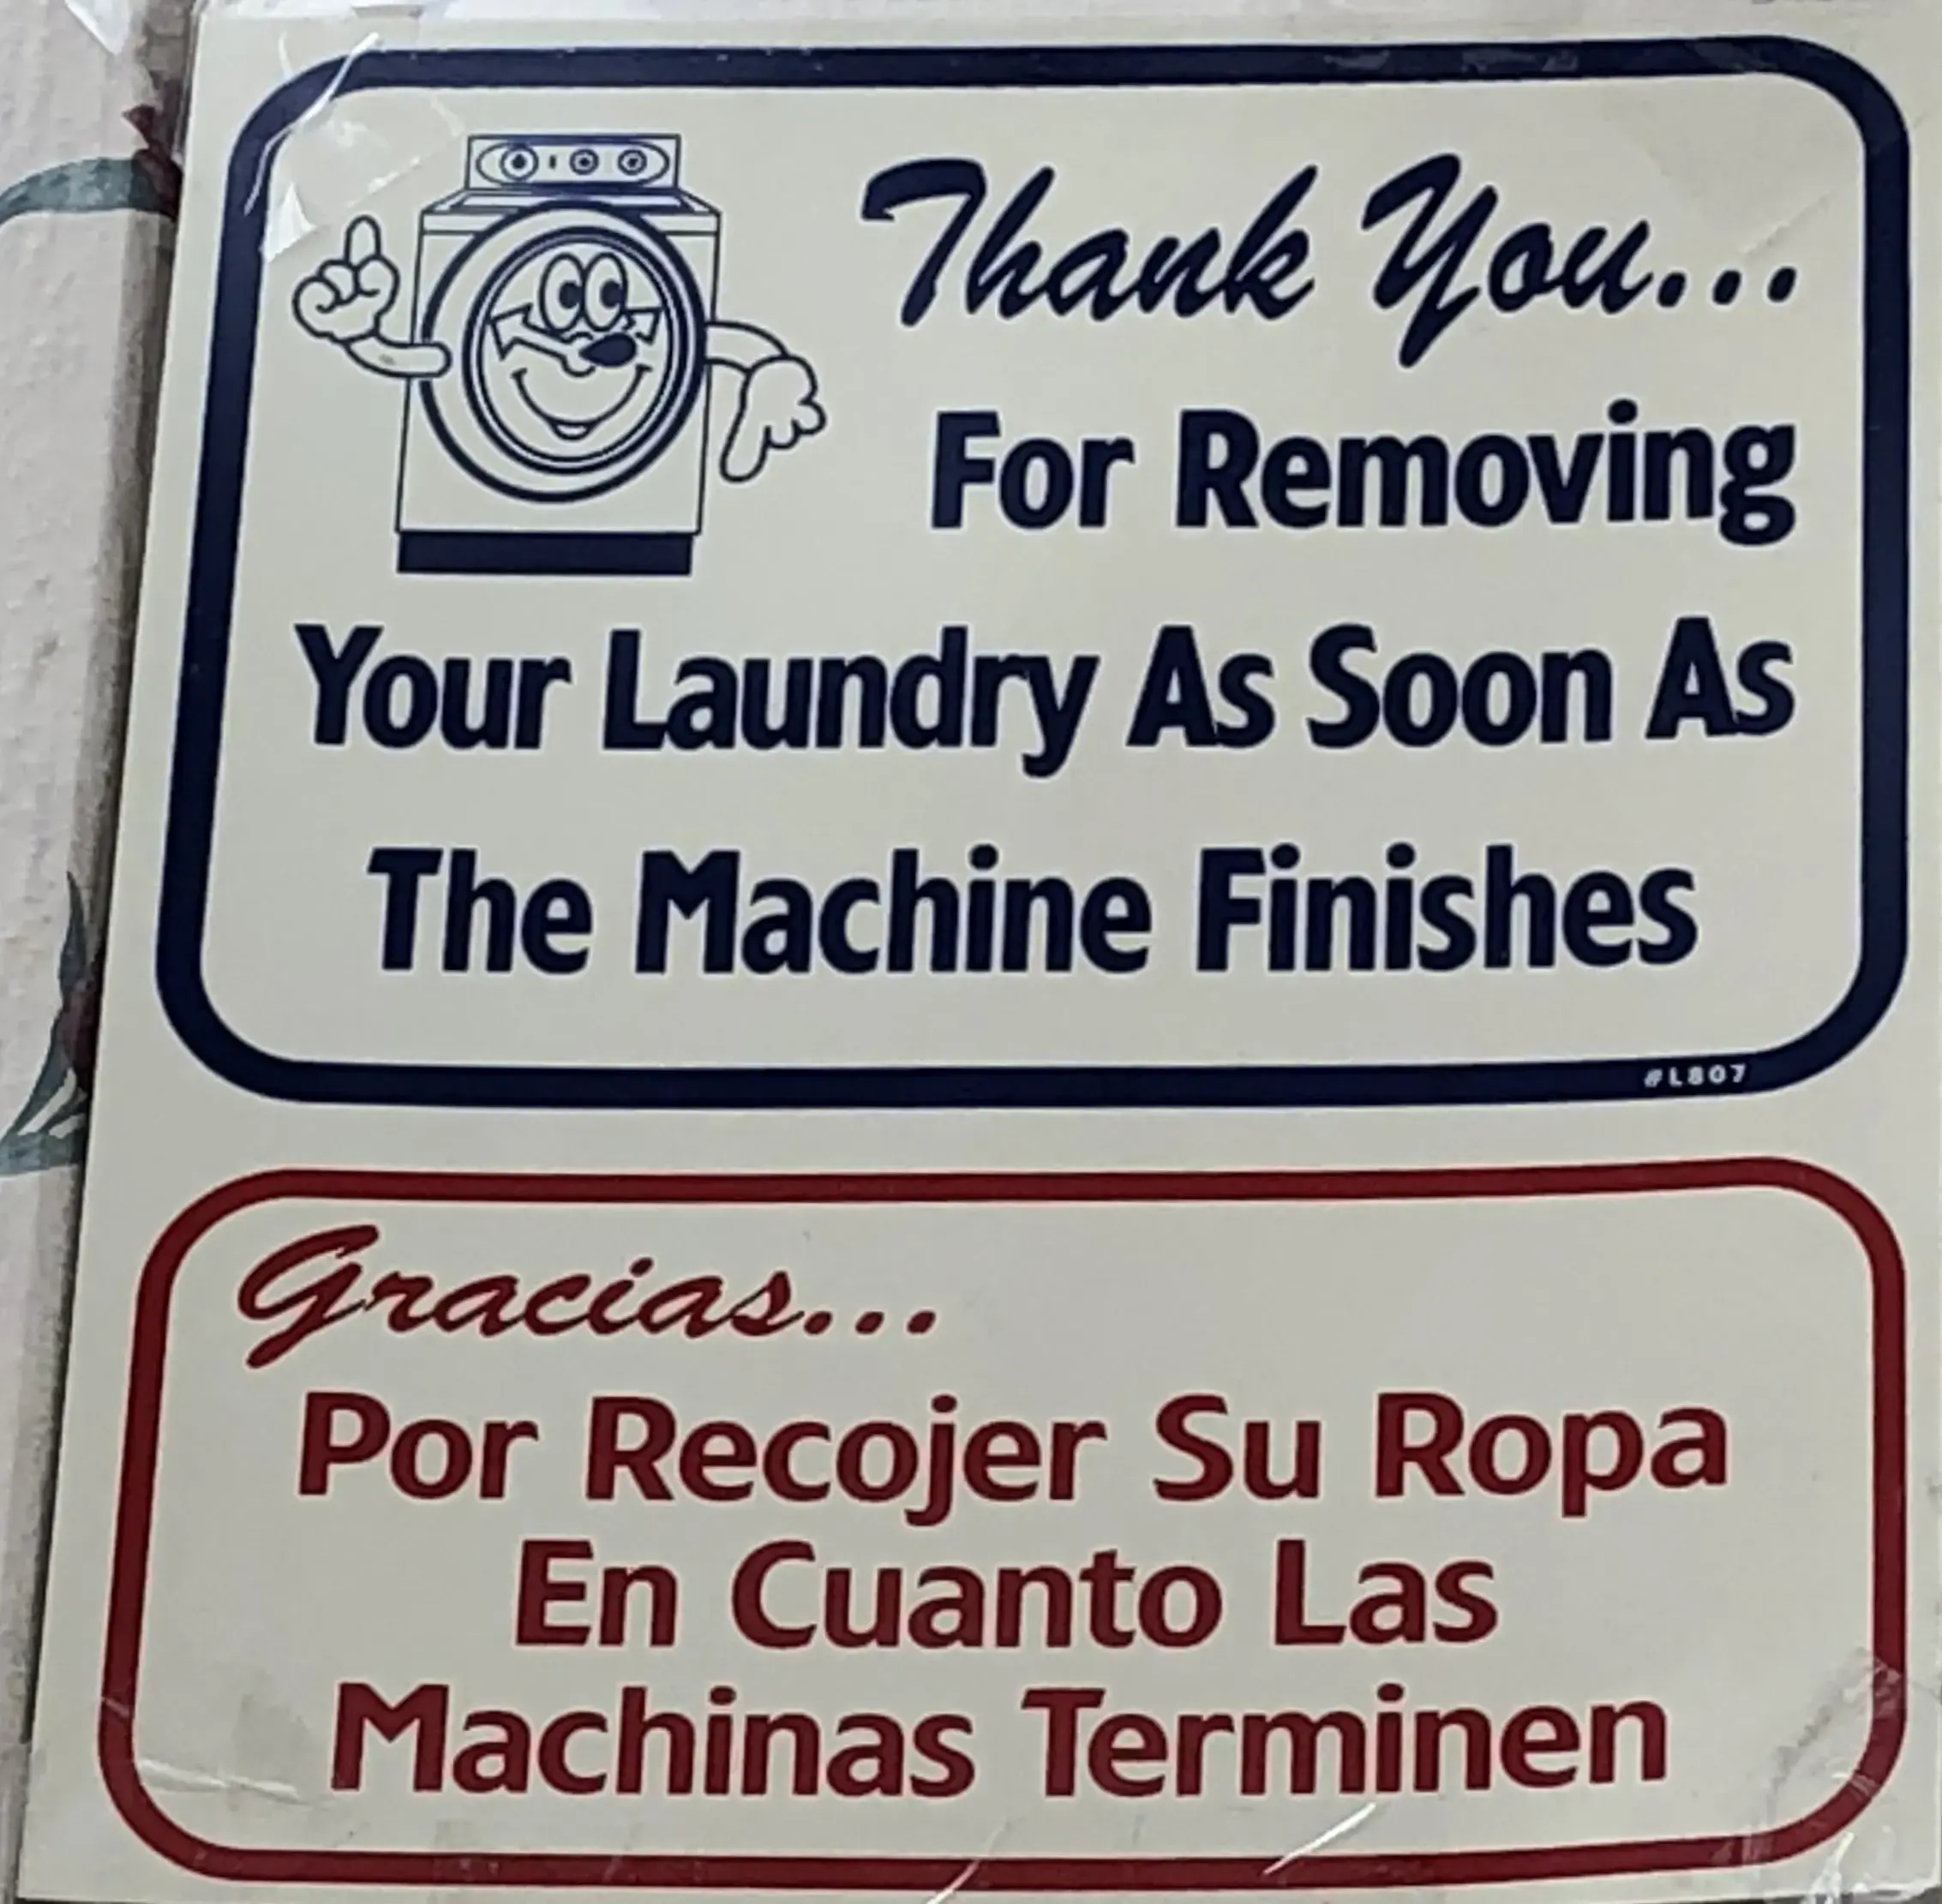 Thank You...
For Removing
Your Laundry As Soon As
The Machine Finishes
#L807
Gracias...
Por Recojer Su Ropa
En Cuanto Las
Machinas Terminen